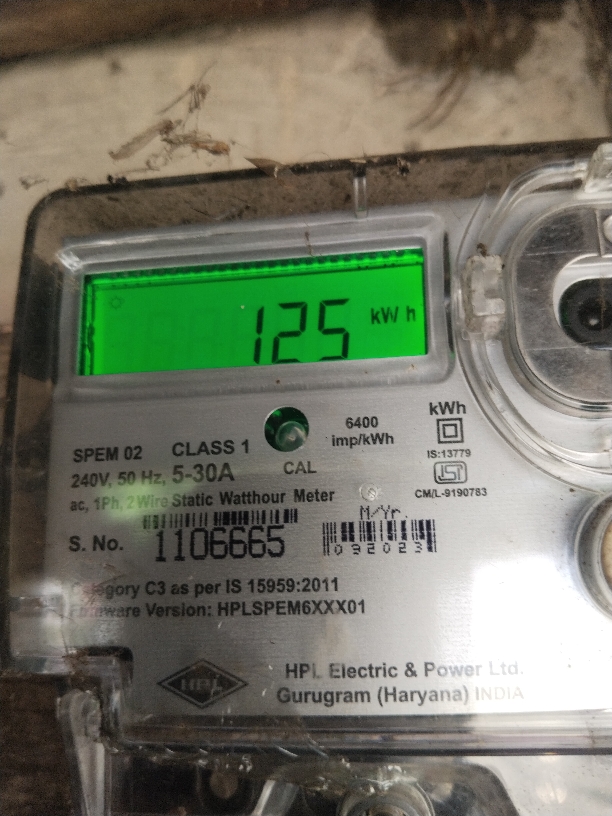 125 kW h
kWh
6400
imp/kWh
IS:13779
SPEM 02 CLASS 1
CAL
240V, 50 Hz, 5-30A
CM/L-9190783
ac, 1Ph, 2 Wire Static Watthour Meter
M/Yr.
S. No. 1106665
092023
Category C3 as per IS 15959:2011
Firmware Version: HPLSPEM6XXX01
HPL
HPL Electric & Power Ltd.
Gurugram (Haryana) INDIA